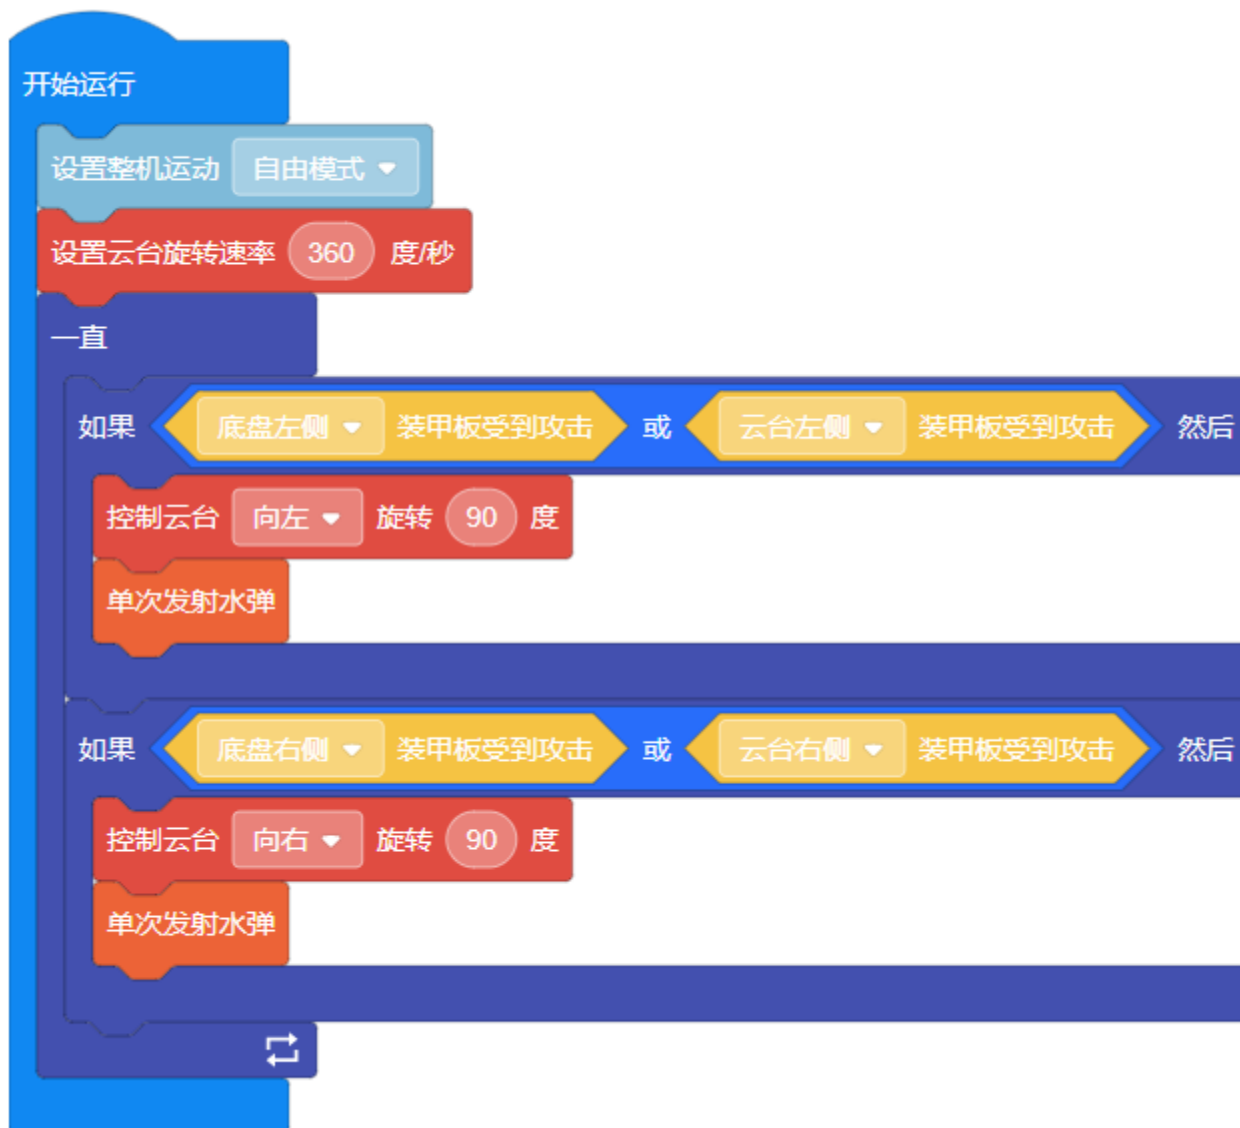 开始运行
设置整机运动 自由模式
设置云台旋转速率 360 度/秒
一直
如果 底盘左侧 装甲板受到攻击 或 云台左侧 装甲板受到攻击 然后
控制云台 向左 旋转 90 度
单次发射水弹
如果 底盘右侧 装甲板受到攻击 或 云台右侧 装甲板受到攻击 然后
控制云台 向右 旋转 90 度
单次发射水弹